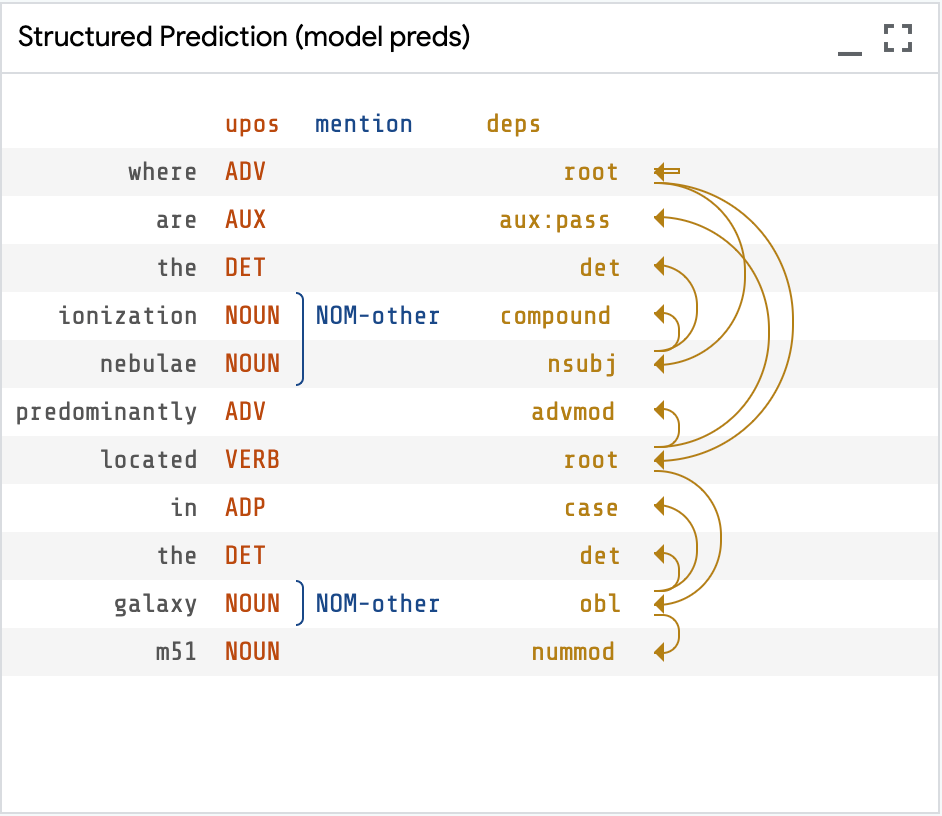 Structured Prediction (model preds)
upos mention deps
where ADV root
are AUX aux:pass
the DET det
ionization NOUN NOM-other compound
nebulae NOUN nsubj
predominantly ADV advmod
located VERB root
in ADP case
the DET det
galaxy NOUN NOM-other obl
m51 NOUN nummod